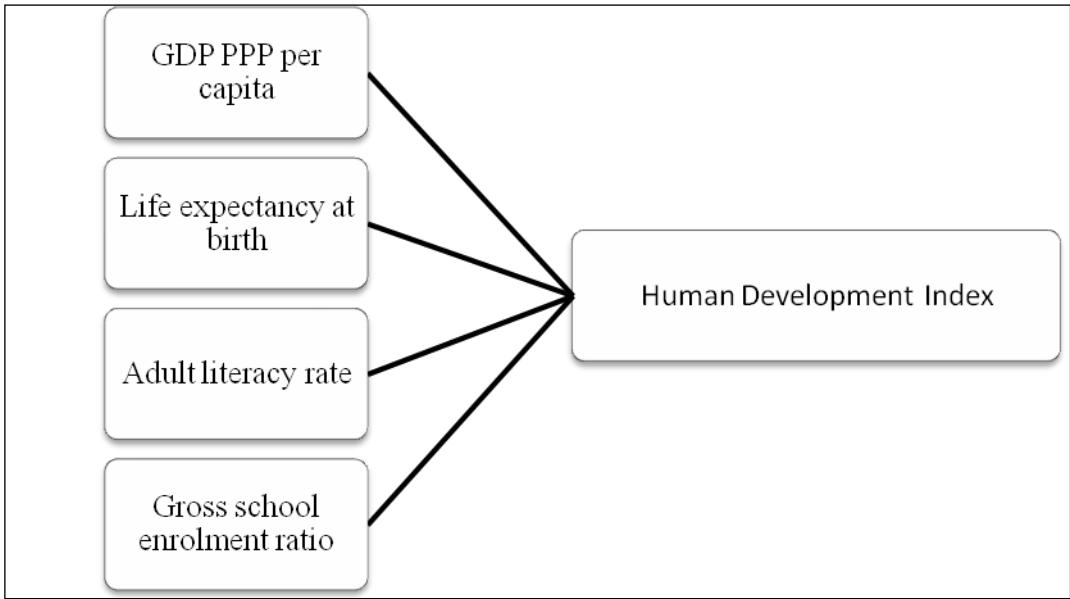 GDP PPP per
capita
Life expectancy at
birth
Adult literacy rate
Gross school
enrolment ratio
Human Development Index